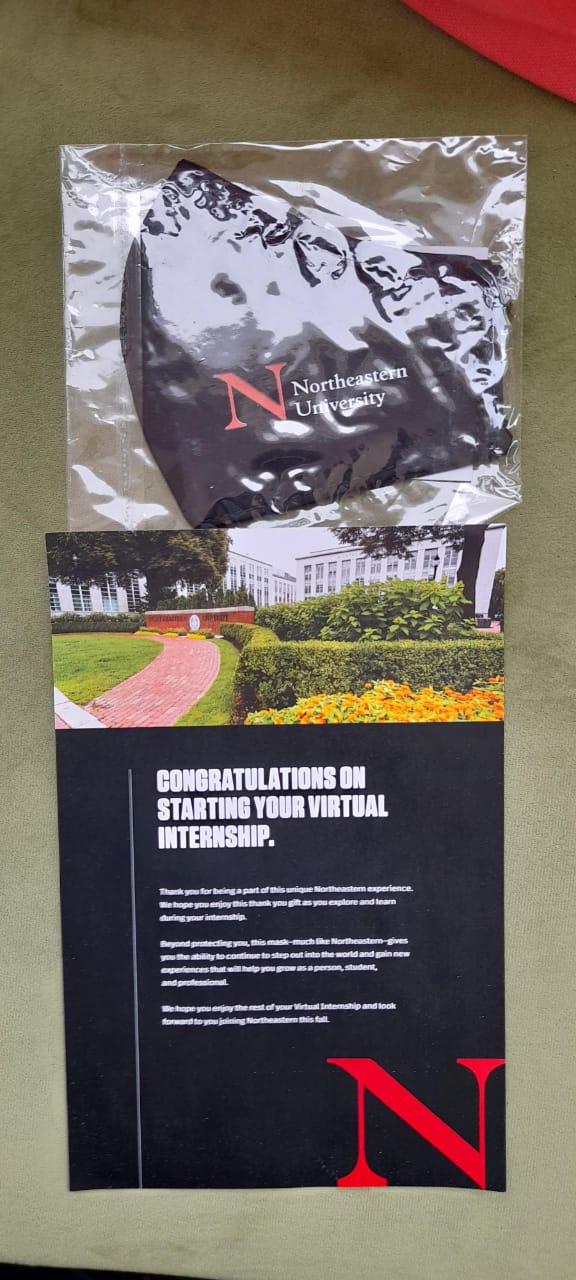 Northeastern
University
CONGRATULATIONS ON
STARTING YOUR VIRTUAL
INTERNSHIP.
Thank you for being a part of this unique Northeastern experience.
We hope you enjoy this thank you gift as you explore and learn
during your internship.
Beyond protecting you, this mask–much like Northeastern–gives
you the ability to continue to step out into the world and gain new
experiences that will help you grow as a person, student,
and professional.
We hope you enjoy the rest of your Virtual Internship and look
forward to you joining Northeastern this fall.
N